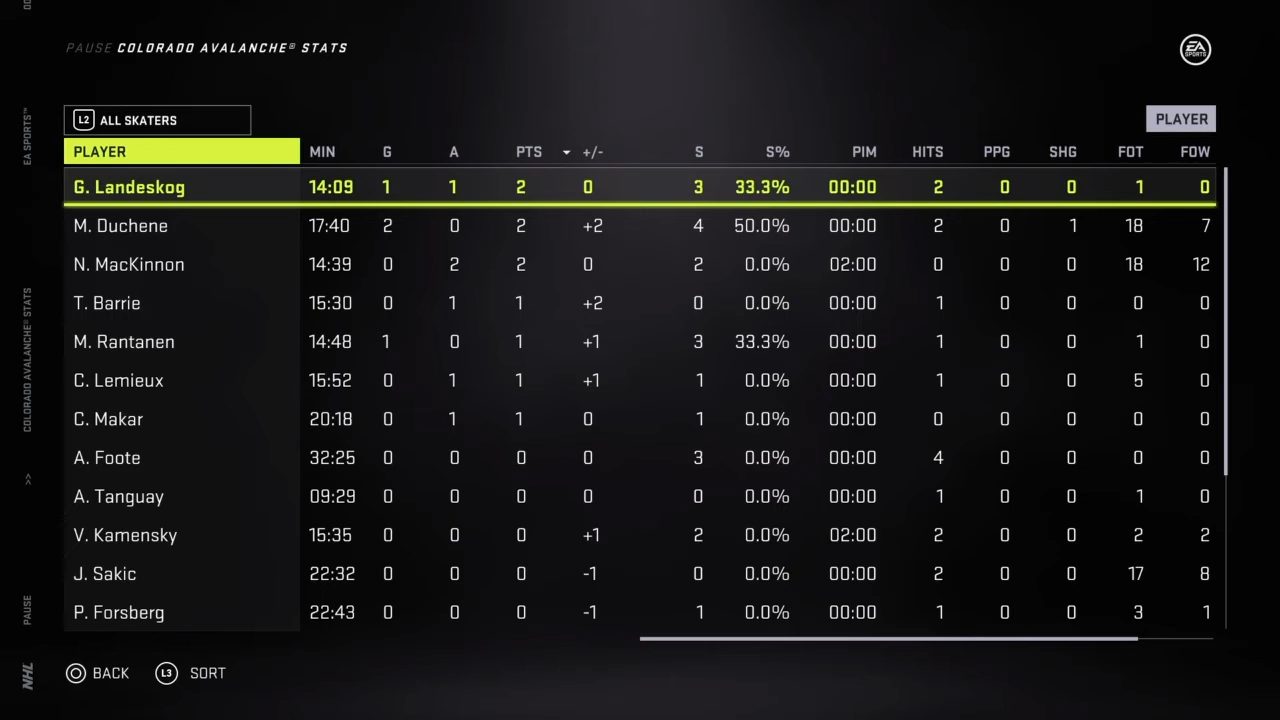 PAUSE COLORADO AVALANCHE® STATS
EA SPORTS
L2 ALL SKATERS
PLAYER
PLAYER MIN G A PTS +/- S S% PIM HITS PPG SHG FOT FOW
G. Landeskog 14:09 1 1 2 0 3 33.3% 00:00 2 0 0 1 0
M. Duchene 17:40 2 0 2 +2 4 50.0% 00:00 2 0 1 18 7
N. MacKinnon 14:39 0 2 2 0 2 0.0% 02:00 0 0 0 18 12
T. Barrie 15:30 0 1 1 +2 0 0.0% 00:00 1 0 0 0 0
M. Rantanen 14:48 1 0 1 +1 3 33.3% 00:00 1 0 0 1 0
C. Lemieux 15:52 0 1 1 +1 1 0.0% 00:00 1 0 0 5 0
C. Makar 20:18 0 1 1 0 1 0.0% 00:00 0 0 0 0 0
A. Foote 32:25 0 0 0 0 3 0.0% 00:00 4 0 0 0 0
A. Tanguay 09:29 0 0 0 0 0 0.0% 00:00 1 0 0 1 0
V. Kamensky 15:35 0 0 0 +1 2 0.0% 02:00 2 0 0 2 2
J. Sakic 22:32 0 0 0 -1 0 0.0% 00:00 2 0 0 17 8
P. Forsberg 22:43 0 0 0 -1 1 0.0% 00:00 1 0 0 3 1
BACK L3 SORT
NHL
PAUSE
>>
COLORADO AVALANCHE® STATS
EA SPORTS™